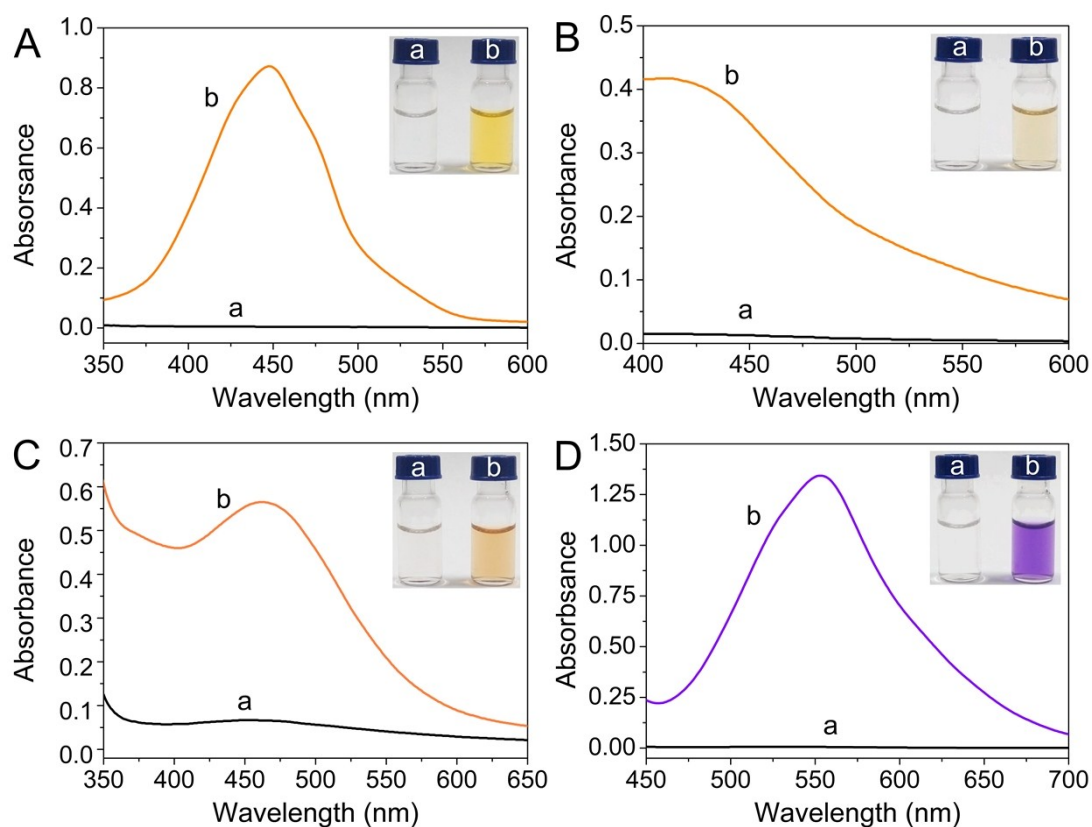 A
1.0
0.8
0.6
0.4
0.2
0.0
Absorsance
350 400 450 500 550 600
Wavelength (nm)
a
b
a b
B
0.5
0.4
0.3
0.2
0.1
0.0
Absorbance
400 450 500 550 600
Wavelength (nm)
a
b
a b
C
0.7
0.6
0.5
0.4
0.3
0.2
0.1
0.0
Absorbance
350 400 450 500 550 600 650
Wavelength (nm)
a
b
a b
D
1.50
1.25
1.00
0.75
0.50
0.25
0.00
Absorbsance
450 500 550 600 650 700
Wavelength (nm)
a
b
a b